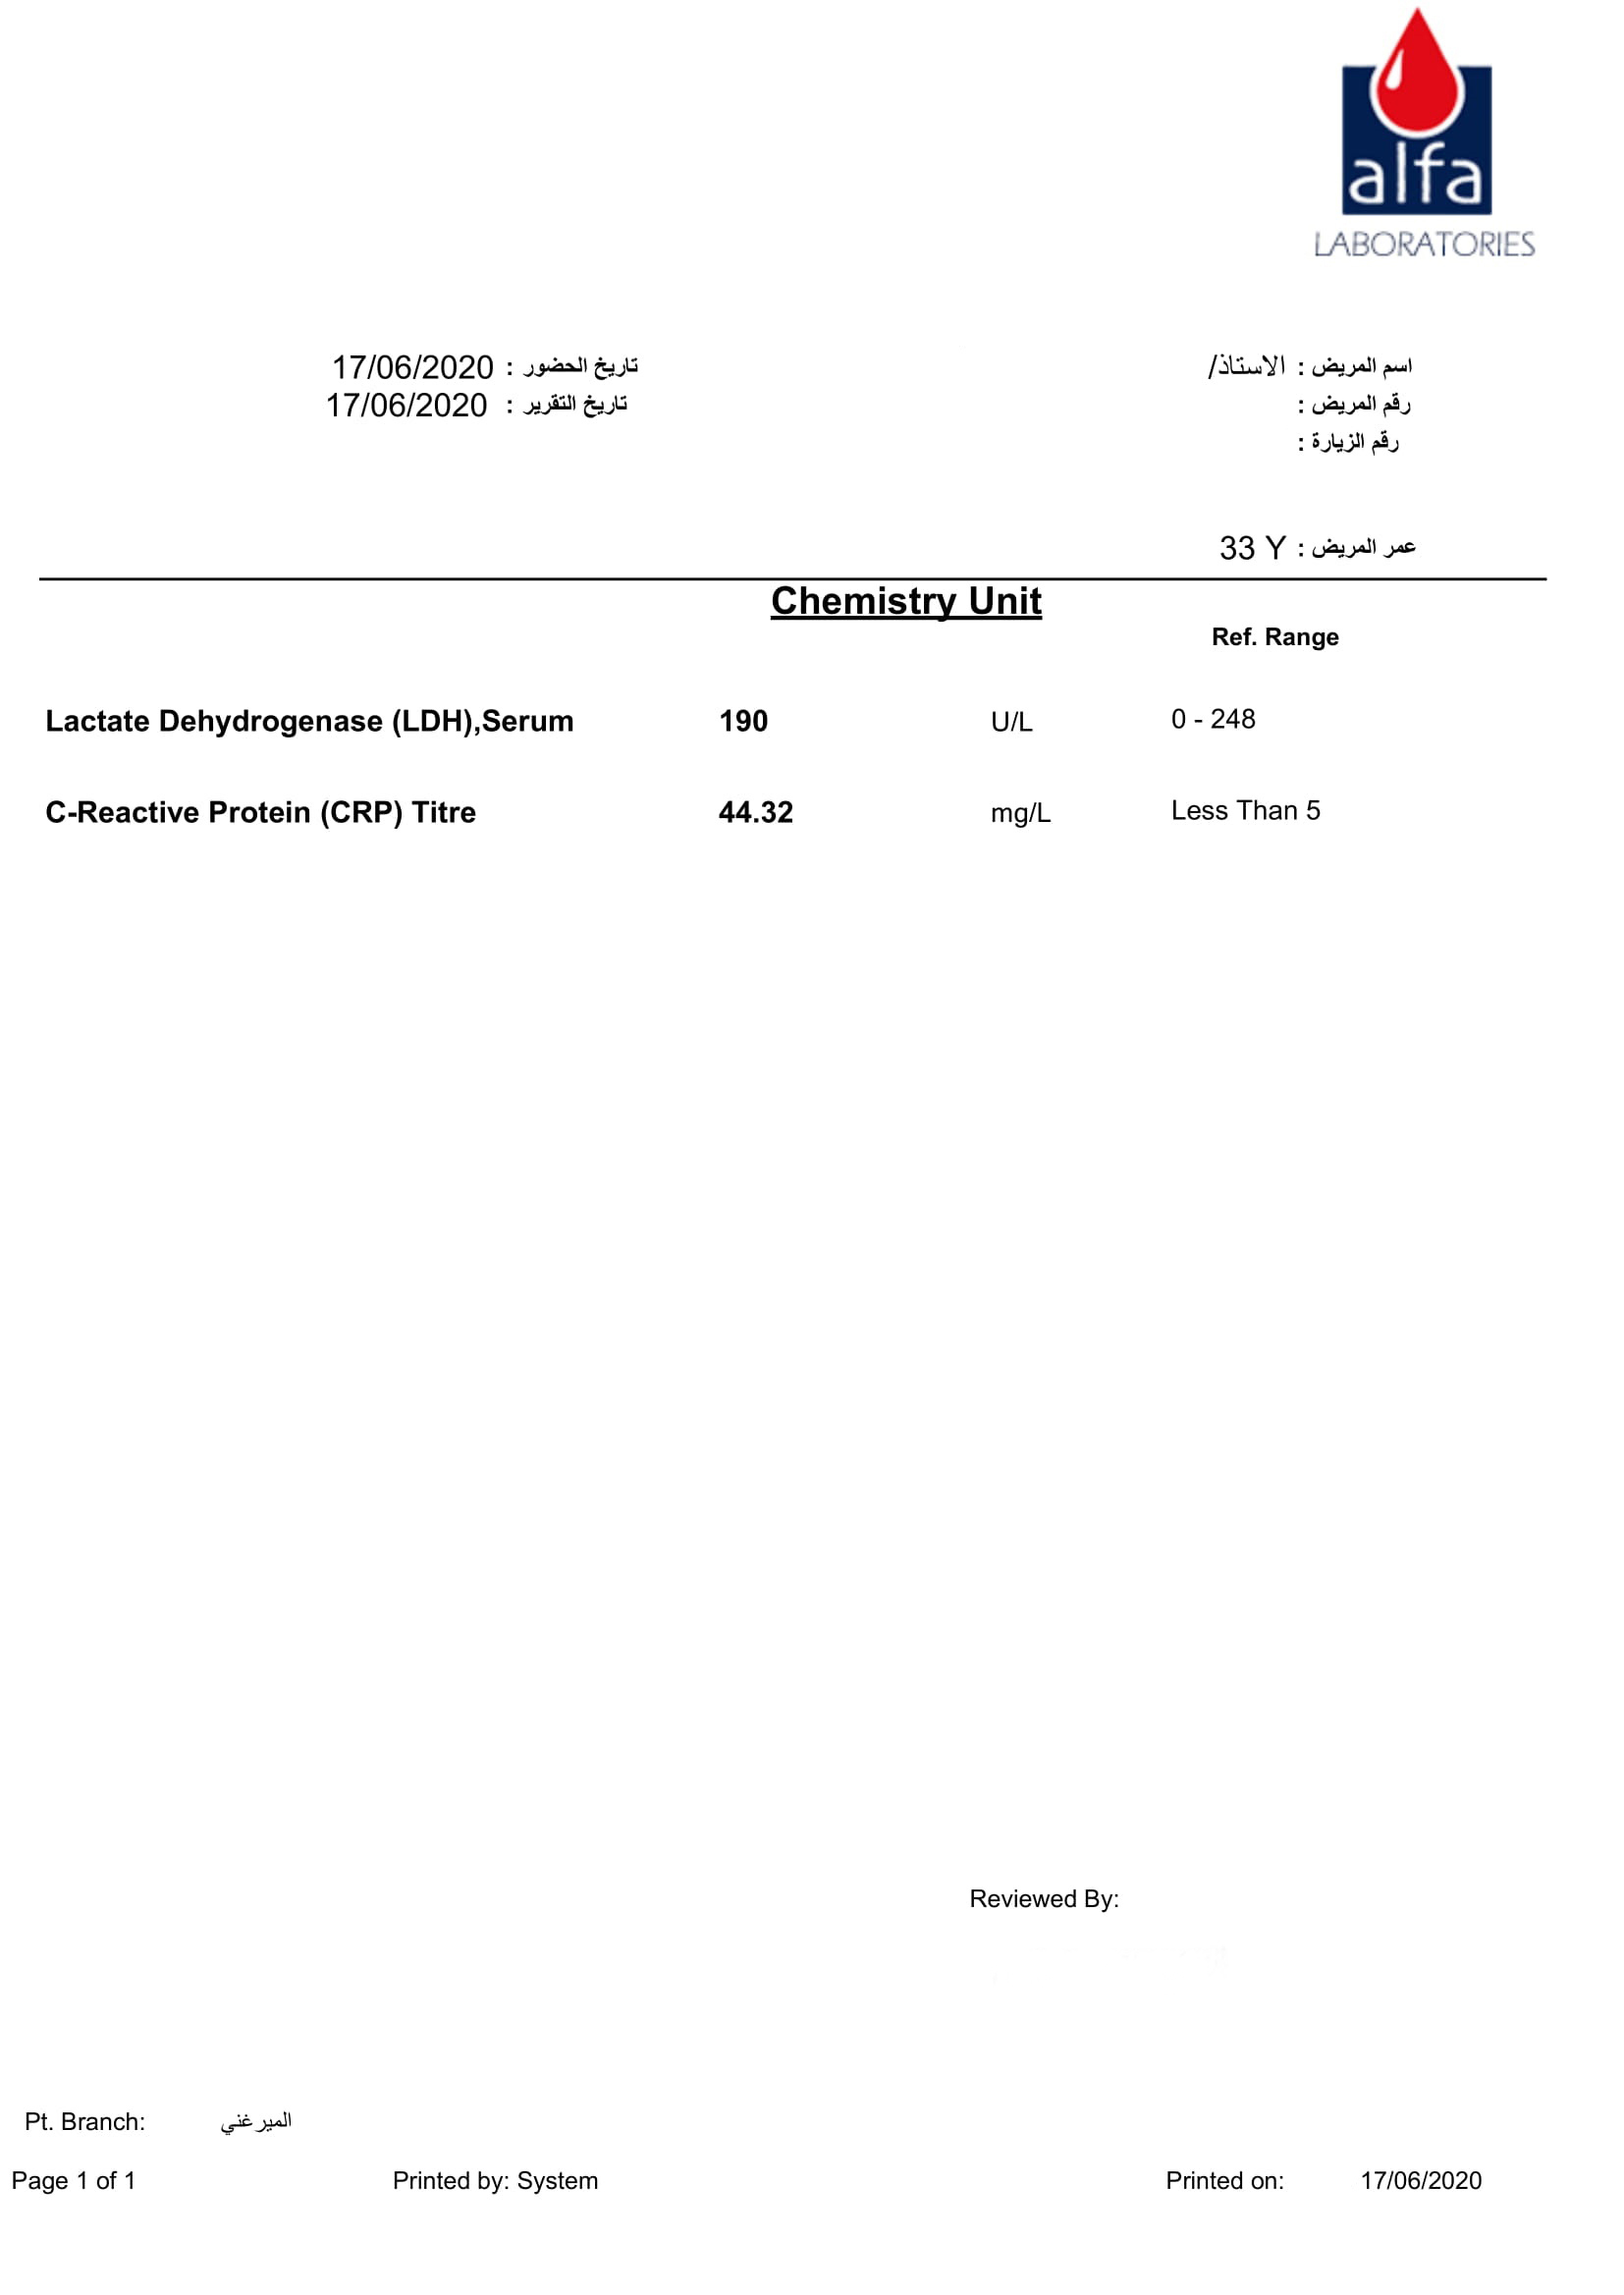 alfa
LABORATORIES
اسم المريض : الاستاذ/
تاريخ الحضور : 17/06/2020
رقم المريض :
تاريخ التقرير : 17/06/2020
رقم الزيارة :
عمر المريض : 33 Y
Chemistry Unit
Ref. Range
Lactate Dehydrogenase (LDH),Serum 190 U/L 0 - 248
C-Reactive Protein (CRP) Titre 44.32 mg/L Less Than 5
Reviewed By:
Pt. Branch: الميرغني
Page 1 of 1 Printed by: System Printed on: 17/06/2020